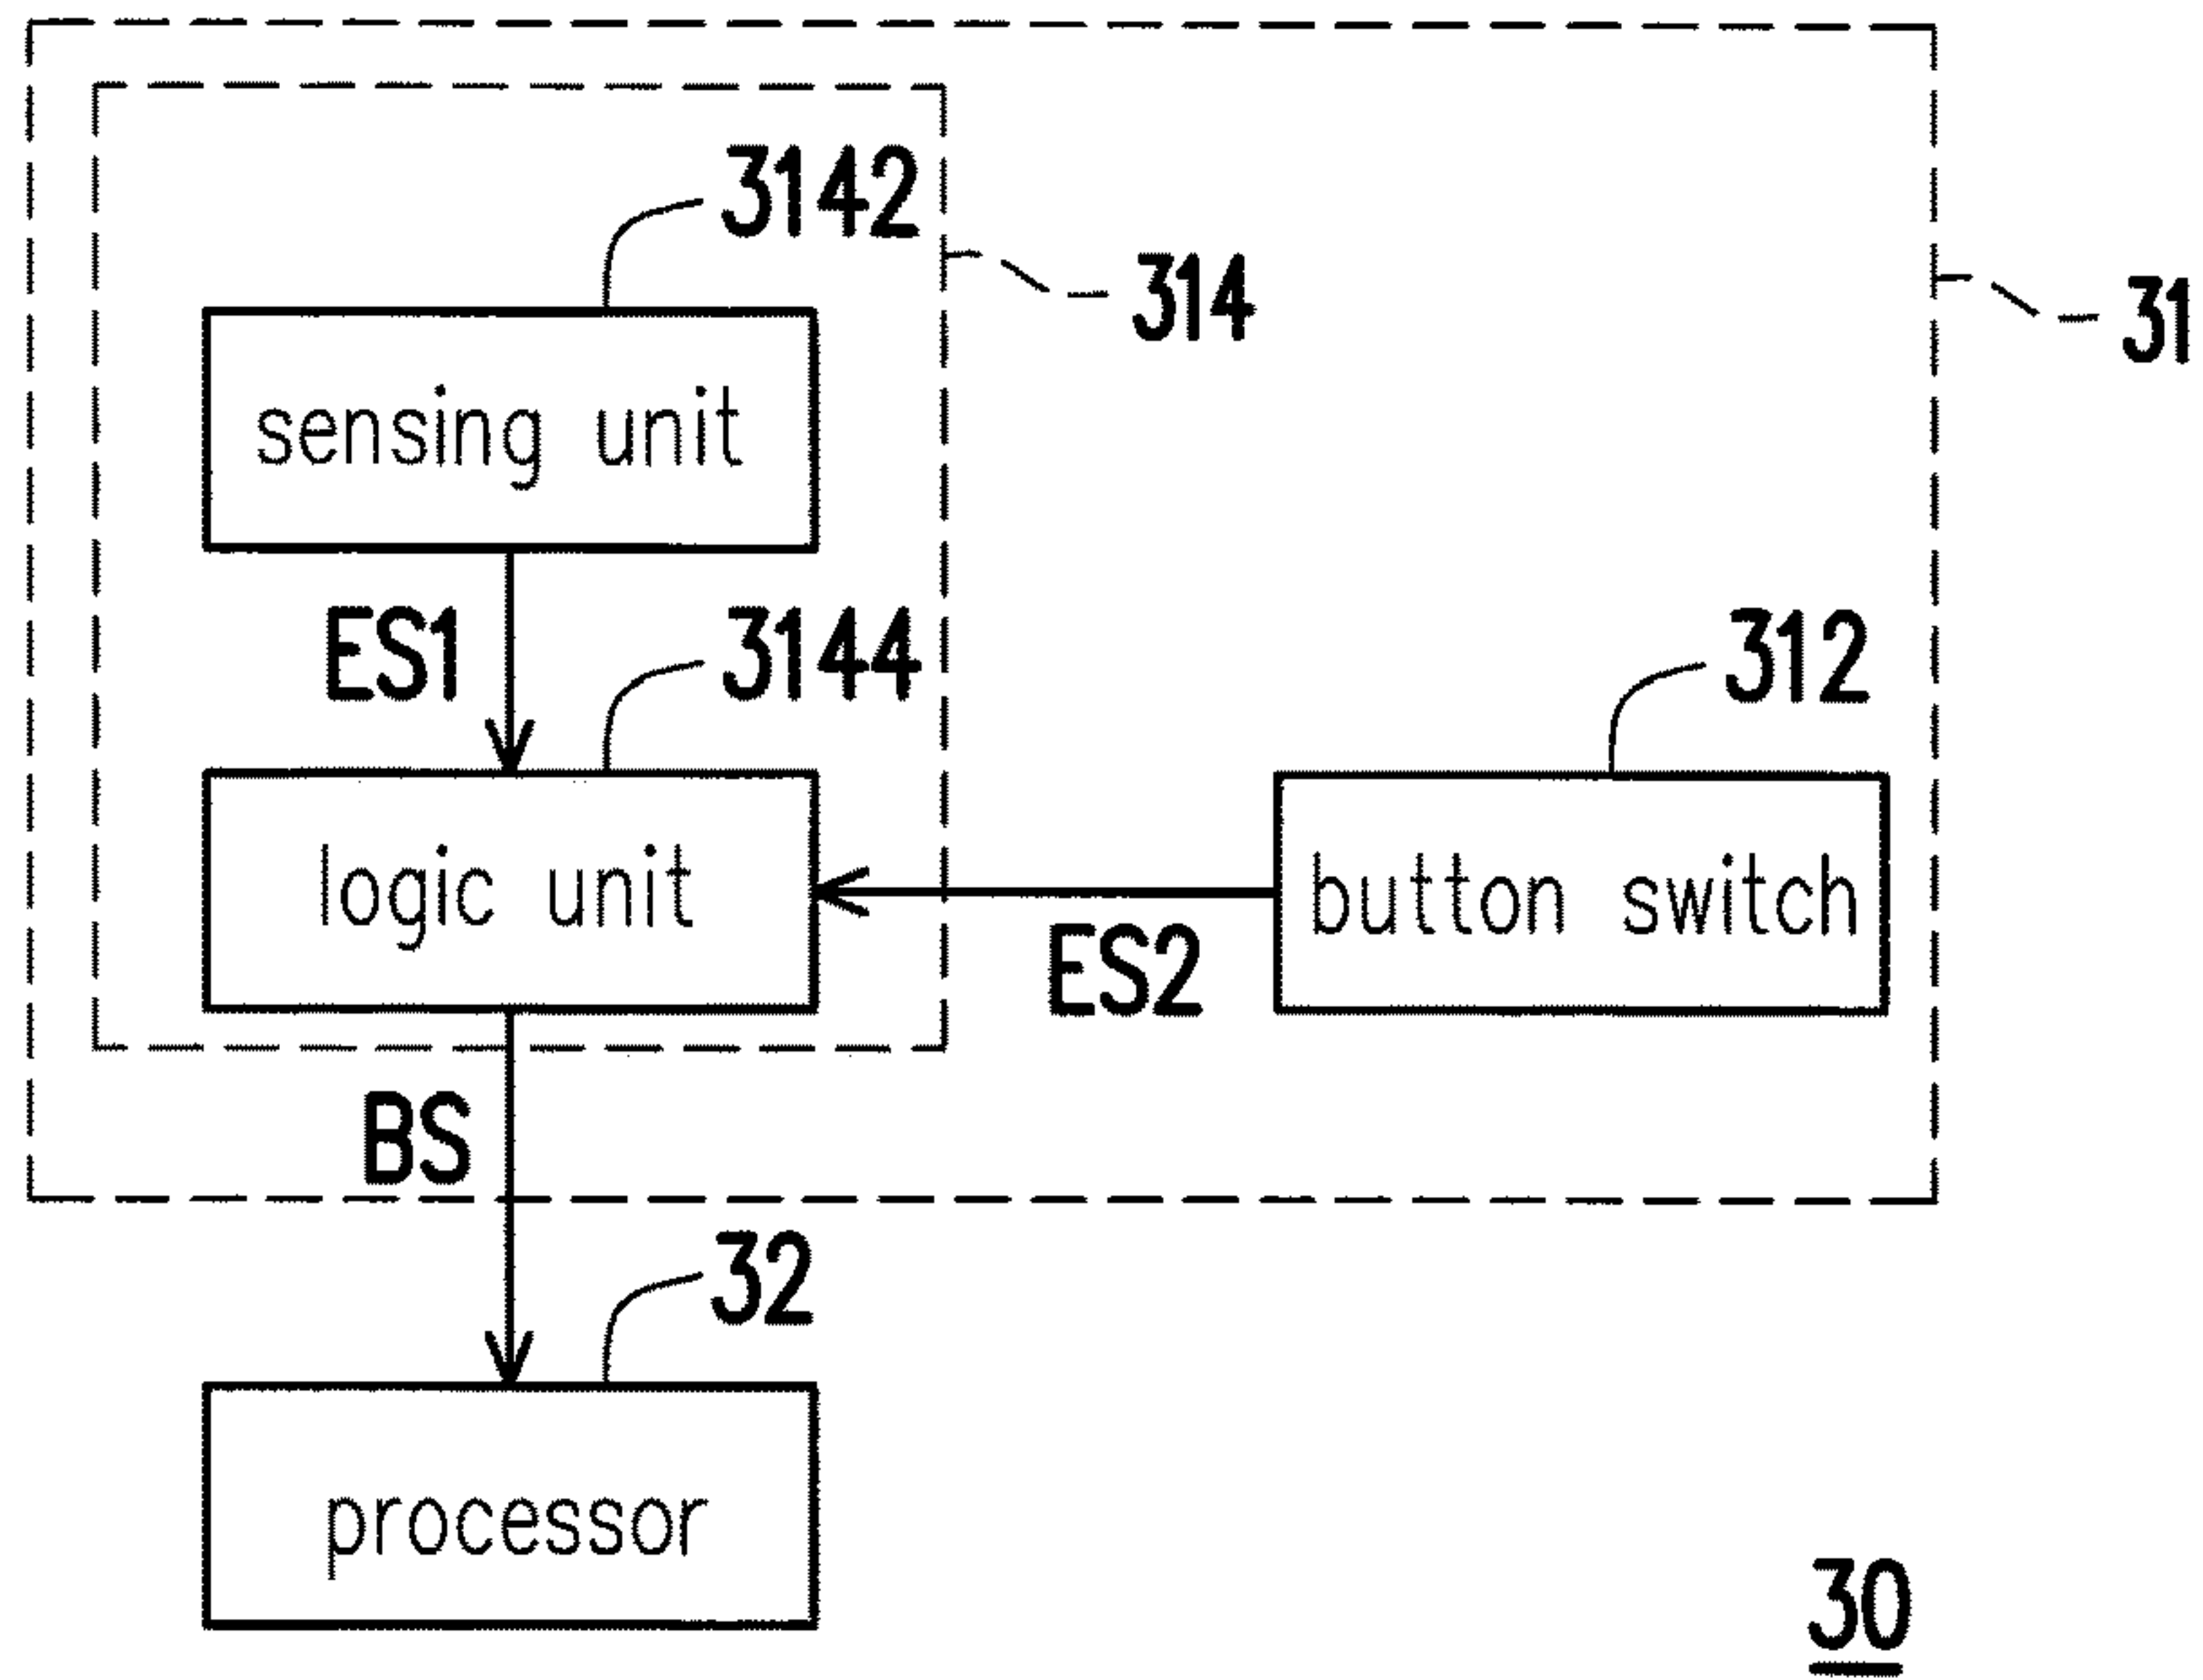 3142
314
31
sensing unit
ES1
3144
312
logic unit
button switch
ES2
BS
32
processor
30